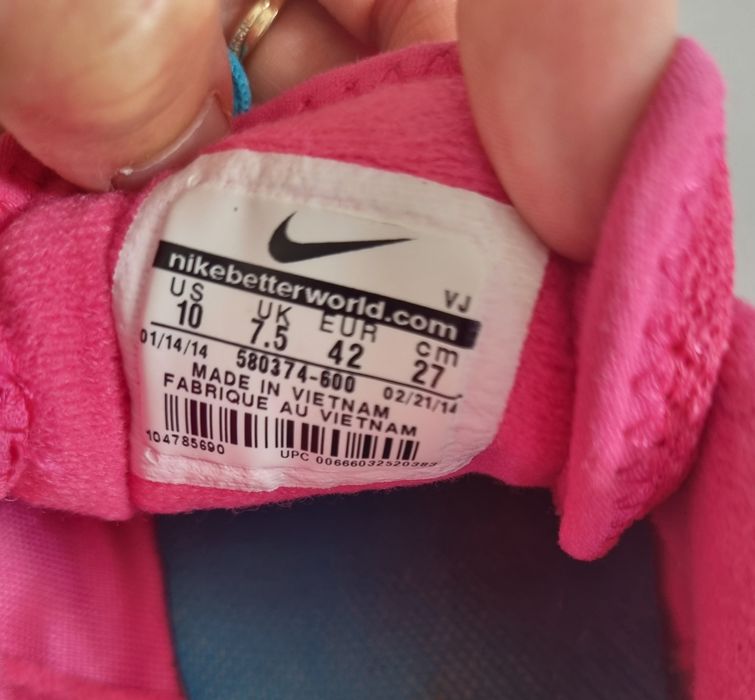 nikebetterworld.com
VJ
US UK EUR cm
10 7.5 42 27
01/14/14 580374-600 02/21/14
MADE IN VIETNAM
FABRIQUE AU VIETNAM
104785690 UPC 00666032520383